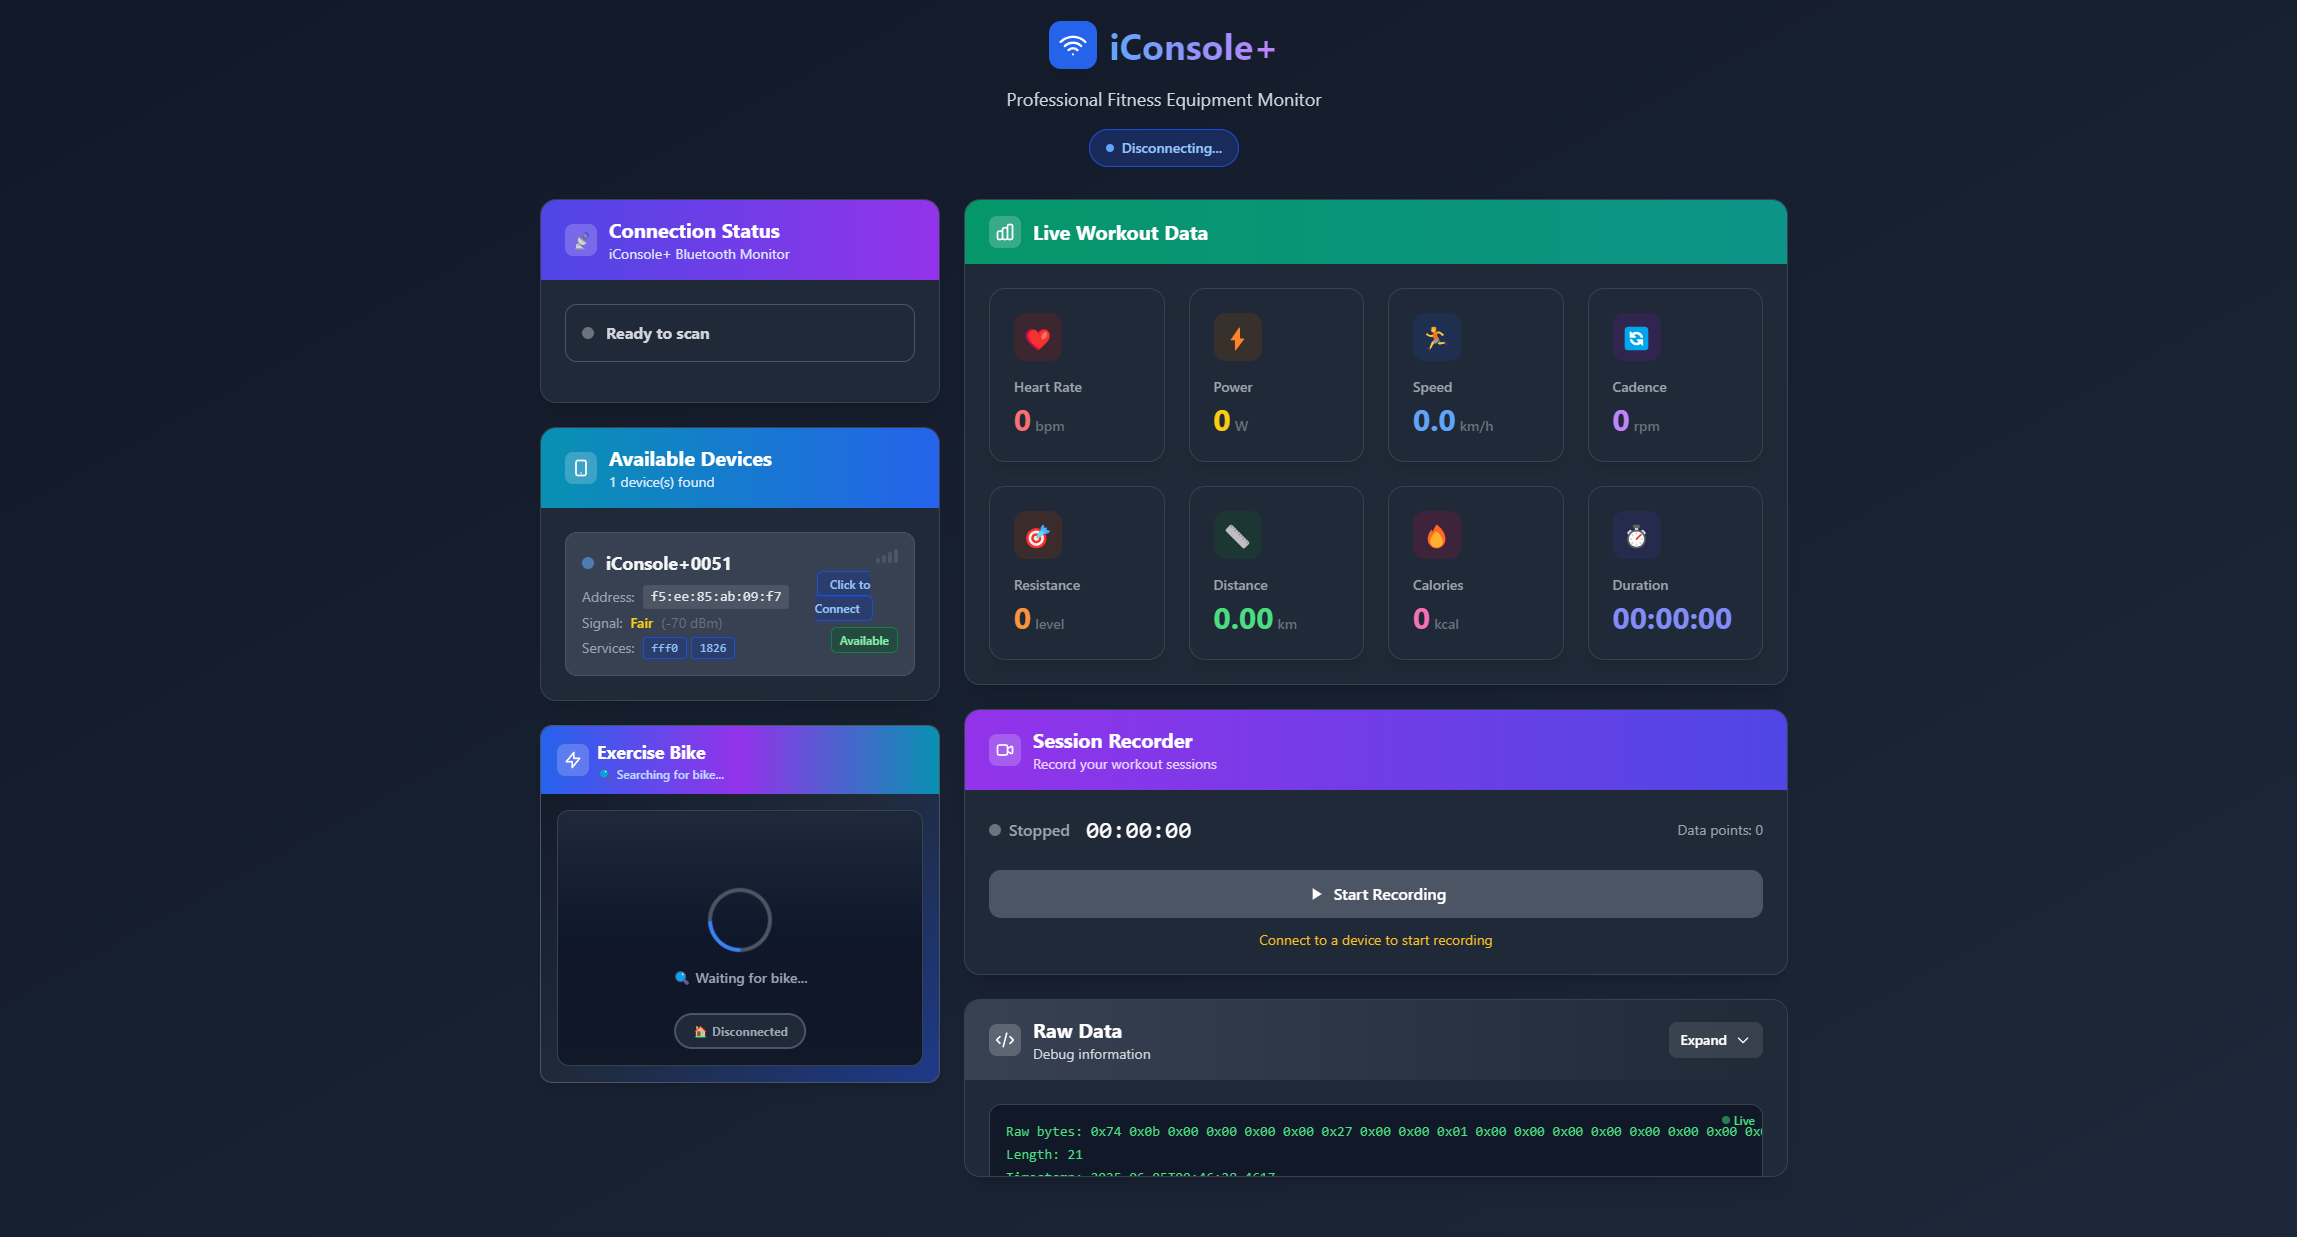 iConsole+
Professional Fitness Equipment Monitor
Disconnecting...
Connection Status
iConsole+ Bluetooth Monitor
Ready to scan
Available Devices
1 device(s) found
iConsole+0051
Address: f5:ee:85:ab:09:f7
Signal: Fair (-70 dBm)
Services: fff0 1826
Click to
Connect
Available
Exercise Bike
Searching for bike...
Waiting for bike...
Disconnected
Live Workout Data
Heart Rate
0 bpm
Power
0 W
Speed
0.0 km/h
Cadence
0 rpm
Resistance
0 level
Distance
0.00 km
Calories
0 kcal
Duration
00:00:00
Session Recorder
Record your workout sessions
Stopped 00:00:00
Data points: 0
Start Recording
Connect to a device to start recording
Raw Data
Debug information
Expand
Live
Raw bytes: 0x74 0x0b 0x00 0x00 0x00 0x00 0x27 0x00 0x00 0x01 0x00 0x00 0x00 0x00 0x00 0x00 0x00
Length: 21